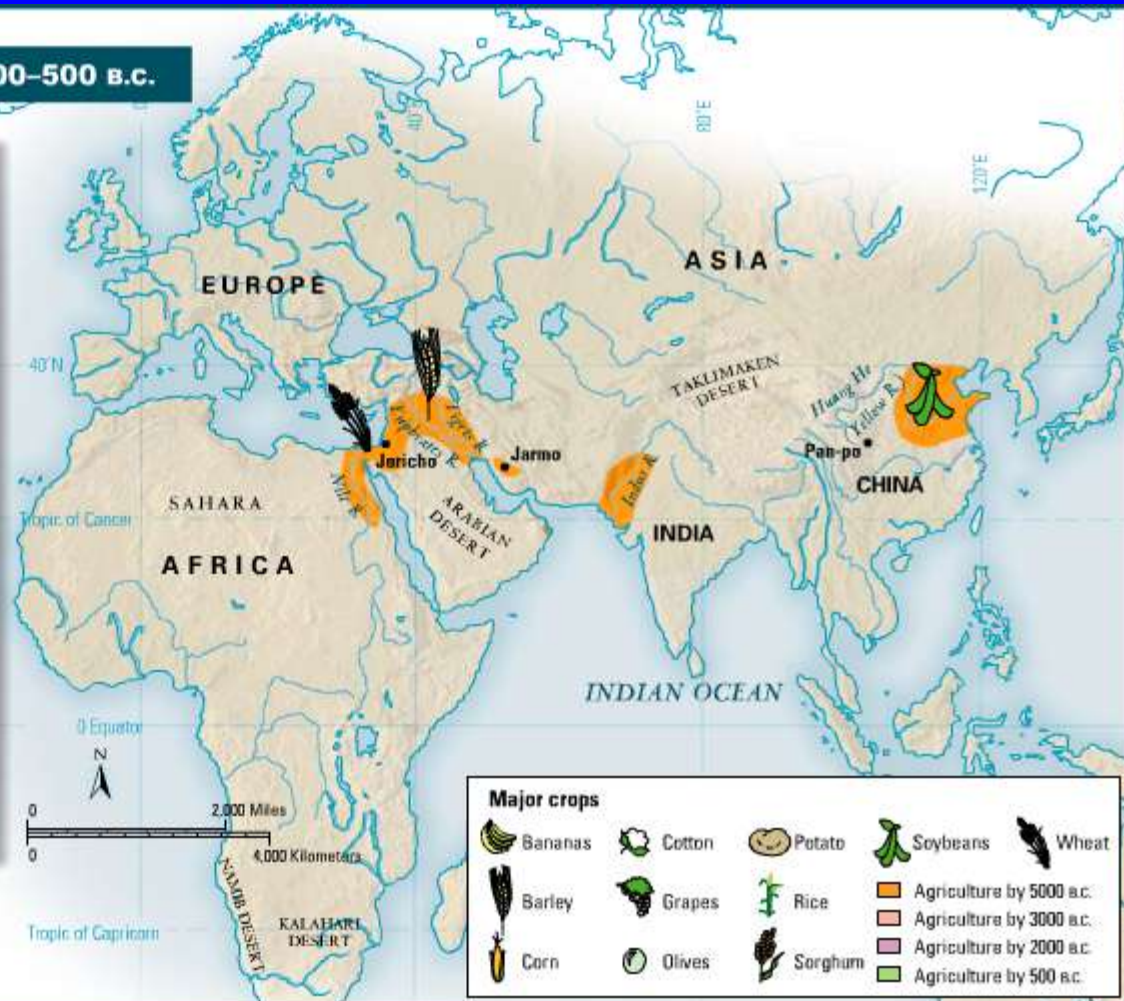 00–500 B.C.
0°
40°E
80°E
120°E
EUROPE
ASIA
40°N
TAKLIMAKEN
DESERT
Huang He
(Yellow R.)
Euphrates R.
Tigris R.
Jericho
Jarmo
Pan-po
CHINA
Nile R.
Indus R.
SAHARA
ARABIAN
DESERT
Tropic of Cancer
INDIA
AFRICA
INDIAN OCEAN
0 Equator
N
0
2,000 Miles
0
4,000 Kilometers
NAMIB DESERT
KALAHARI
DESERT
Tropic of Capricorn
Major crops
Bananas
Cotton
Potato
Soybeans
Wheat
Barley
Grapes
Rice
Agriculture by 5000 B.C.
Agriculture by 3000 B.C.
Corn
Olives
Sorghum
Agriculture by 2000 B.C.
Agriculture by 500 B.C.